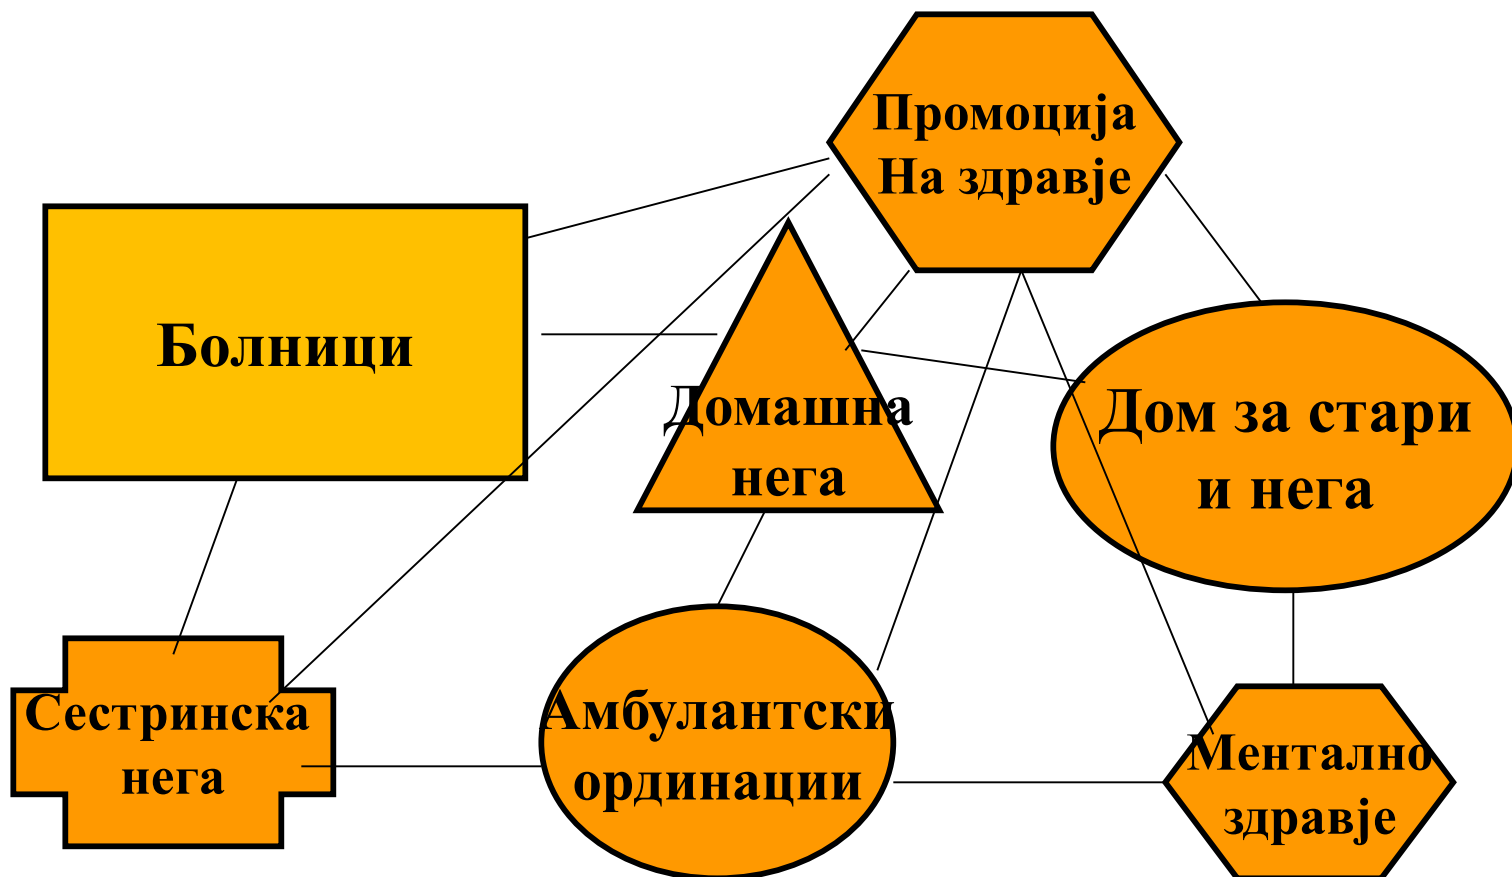 Промоција
На здравје
Болници
Домашна
нега
Дом за стари
и нега
Сестринска
нега
Амбулантски
ординации
Ментално
здравје